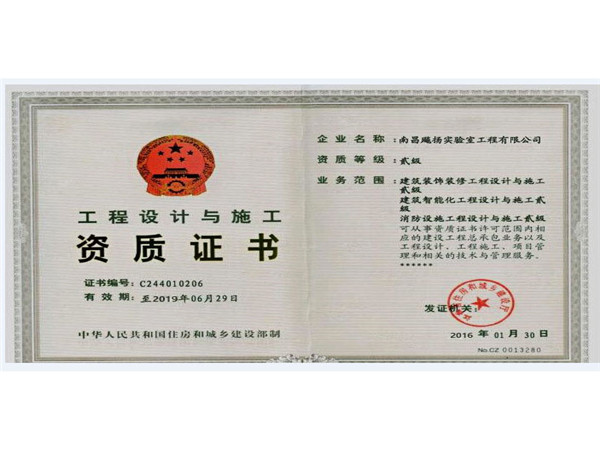 工程设计与施工
资质证书
证书编号：C244010206
有 效 期：至2019年06月29日
中华人民共和国住房和城乡建设部制
企 业 名 称：南昌飚扬实验室工程有限公司
资 质 等 级：贰级
业 务 范 围：建筑装饰装修工程设计与施工
贰级
建筑智能化工程设计与施工贰级
消防设施工程设计与施工贰级
可从事资质证书许可范围内相
应的建设工程总承包业务以及
工程设计、工程施工、项目管
理和相关的技术与管理服务。
******
发证机关：
住房和城乡建设厅
2016 年 01月 30日
No.CZ 0013280